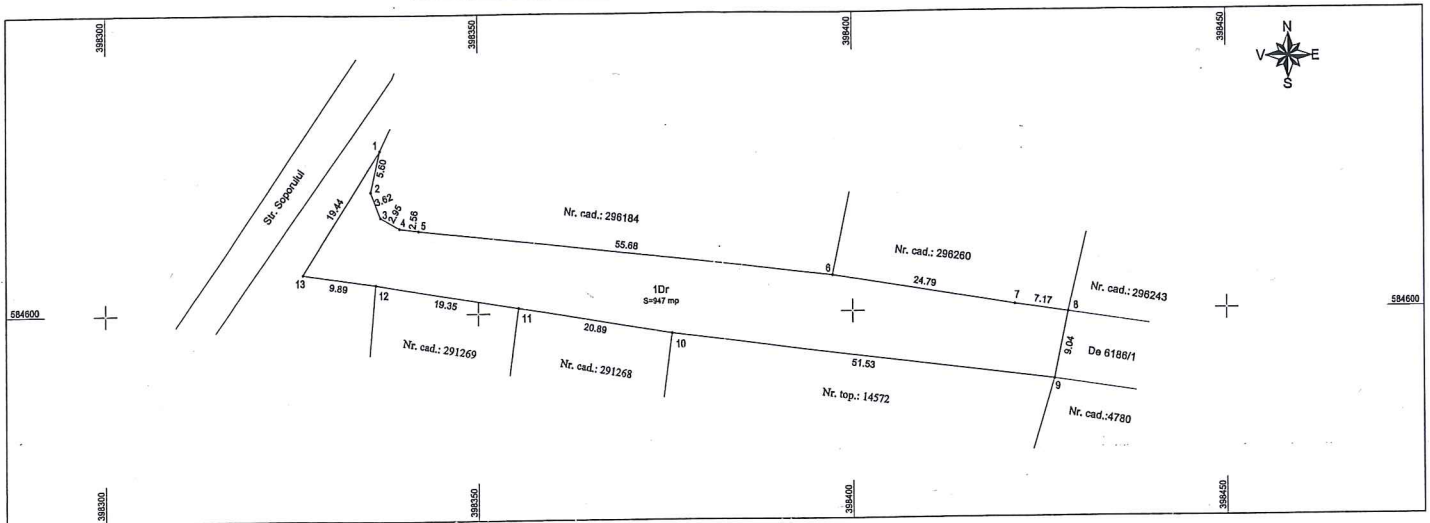 398300
398350
398400
398450
N
V E
S
Str. Soporului
1
5.60
2
3.62
3
2.95
4
2.56
5
19.44
Nr. cad.: 296184
55.68
6
Nr. cad.: 296260
24.79
7
7.17
8
Nr. cad.: 296243
13
9.89
12
19.35
11
20.89
10
1Dr
S=947 mp
51.53
9.04
De 6186/1
9
584600
584600
Nr. cad.: 291269
Nr. cad.: 291268
Nr. top.: 14572
Nr. cad.:4780
398300
398350
398400
398450